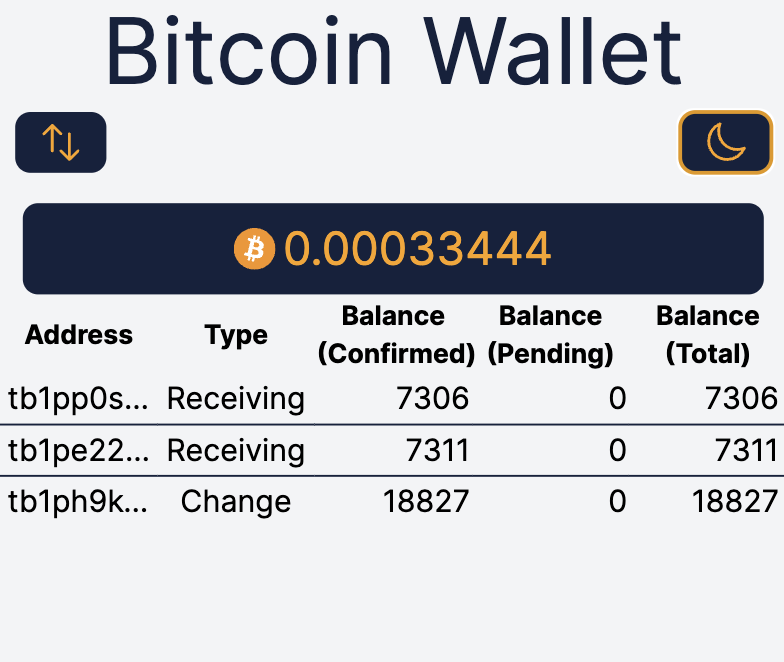 Bitcoin Wallet
0.00033444
Address Type Balance (Confirmed) Balance (Pending) Balance (Total)
tb1pp0s... Receiving 7306 0 7306
tb1pe22... Receiving 7311 0 7311
tb1ph9k... Change 18827 0 18827